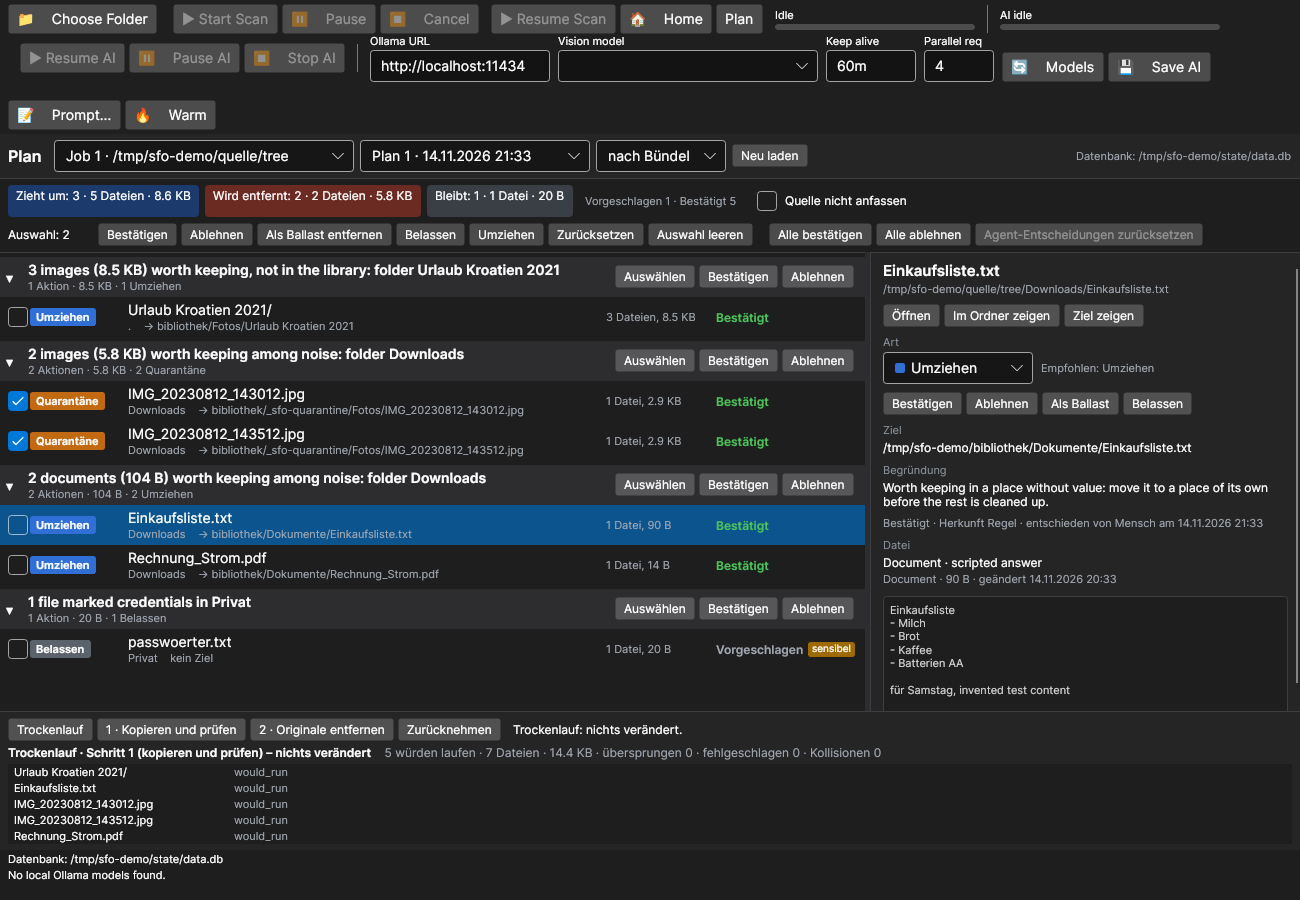 Choose Folder Start Scan Pause Cancel Resume Scan Home Plan Idle AI idle
Resume AI Pause AI Stop AI
Ollama URL Vision model Keep alive Parallel req
http://localhost:11434 60m 4 Models Save AI
Prompt... Warm
Plan Job 1 · /tmp/sfo-demo/quelle/tree Plan 1 · 14.11.2026 21:33 nach Bündel Neu laden Datenbank: /tmp/sfo-demo/state/data.db
Zieht um: 3 · 5 Dateien · 8.6 KB Wird entfernt: 2 · 2 Dateien · 5.8 KB Bleibt: 1 · 1 Datei · 20 B Vorgeschlagen 1 · Bestätigt 5 Quelle nicht anfassen
Auswahl: 2 Bestätigen Ablehnen Als Ballast entfernen Belassen Umziehen Zurücksetzen Auswahl leeren Alle bestätigen Alle ablehnen Agent-Entscheidungen zurücksetzen
3 images (8.5 KB) worth keeping, not in the library: folder Urlaub Kroatien 2021 Auswählen Bestätigen Ablehnen
1 Aktion · 8.5 KB · 1 Umziehen
Umziehen Urlaub Kroatien 2021/ 3 Dateien, 8.5 KB Bestätigt
. → bibliothek/Fotos/Urlaub Kroatien 2021
2 images (5.8 KB) worth keeping among noise: folder Downloads Auswählen Bestätigen Ablehnen
2 Aktionen · 5.8 KB · 2 Quarantäne
Quarantäne IMG_20230812_143012.jpg 1 Datei, 2.9 KB Bestätigt
Downloads → bibliothek/_sfo-quarantine/Fotos/IMG_20230812_143012.jpg
Quarantäne IMG_20230812_143512.jpg 1 Datei, 2.9 KB Bestätigt
Downloads → bibliothek/_sfo-quarantine/Fotos/IMG_20230812_143512.jpg
2 documents (104 B) worth keeping among noise: folder Downloads Auswählen Bestätigen Ablehnen
2 Aktionen · 104 B · 2 Umziehen
Umziehen Einkaufsliste.txt 1 Datei, 90 B Bestätigt
Downloads → bibliothek/Dokumente/Einkaufsliste.txt
Umziehen Rechnung_Strom.pdf 1 Datei, 14 B Bestätigt
Downloads → bibliothek/Dokumente/Rechnung_Strom.pdf
1 file marked credentials in Privat Auswählen Bestätigen Ablehnen
1 Aktion · 20 B · 1 Belassen
Belassen passwoerter.txt 1 Datei, 20 B Vorgeschlagen sensibel
Privat kein Ziel
Einkaufsliste.txt
/tmp/sfo-demo/quelle/tree/Downloads/Einkaufsliste.txt
Öffnen Im Ordner zeigen Ziel zeigen
Art
Umziehen Empfohlen: Umziehen
Bestätigen Ablehnen Als Ballast Belassen
Ziel
/tmp/sfo-demo/bibliothek/Dokumente/Einkaufsliste.txt
Begründung
Worth keeping in a place without value: move it to a place of its own
before the rest is cleaned up.
Bestätigt · Herkunft Regel · entschieden von Mensch am 14.11.2026 21:33
Datei
Document · scripted answer
Document · 90 B · geändert 14.11.2026 20:33
Einkaufsliste
- Milch
- Brot
- Kaffee
- Batterien AA
für Samstag, invented test content
Trockenlauf 1 · Kopieren und prüfen 2 · Originale entfernen Zurücknehmen Trockenlauf: nichts verändert.
Trockenlauf · Schritt 1 (kopieren und prüfen) – nichts verändert 5 würden laufen · 7 Dateien · 14.4 KB · übersprungen 0 · fehlgeschlagen 0 · Kollisionen 0
Urlaub Kroatien 2021/ would_run
Einkaufsliste.txt would_run
IMG_20230812_143012.jpg would_run
IMG_20230812_143512.jpg would_run
Rechnung_Strom.pdf would_run
Datenbank: /tmp/sfo-demo/state/data.db
No local Ollama models found.